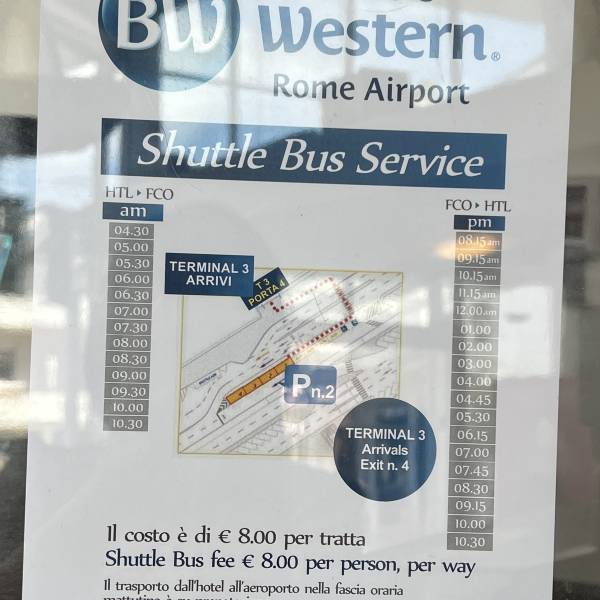 BW Western®
Rome Airport
Shuttle Bus Service
HTL ▸ FCO
am
04.30
05.00
05.30
06.00
06.30
07.00
07.30
08.00
08.30
09.00
09.30
10.00
10.30
TERMINAL 3
ARRIVI
T 3
PORTA 4
P n.2
TERMINAL 3
Arrivals
Exit n. 4
FCO ▸ HTL
pm
08.15 am
09.15 am
10.15 am
11.15 am
12.00 am
01.00
02.00
03.00
04.00
04.45
05.30
06.15
07.00
07.45
08.30
09.15
10.00
10.30
Il costo è di € 8.00 per tratta
Shuttle Bus fee € 8.00 per person, per way
Il trasporto dall'hotel all'aeroporto nella fascia oraria